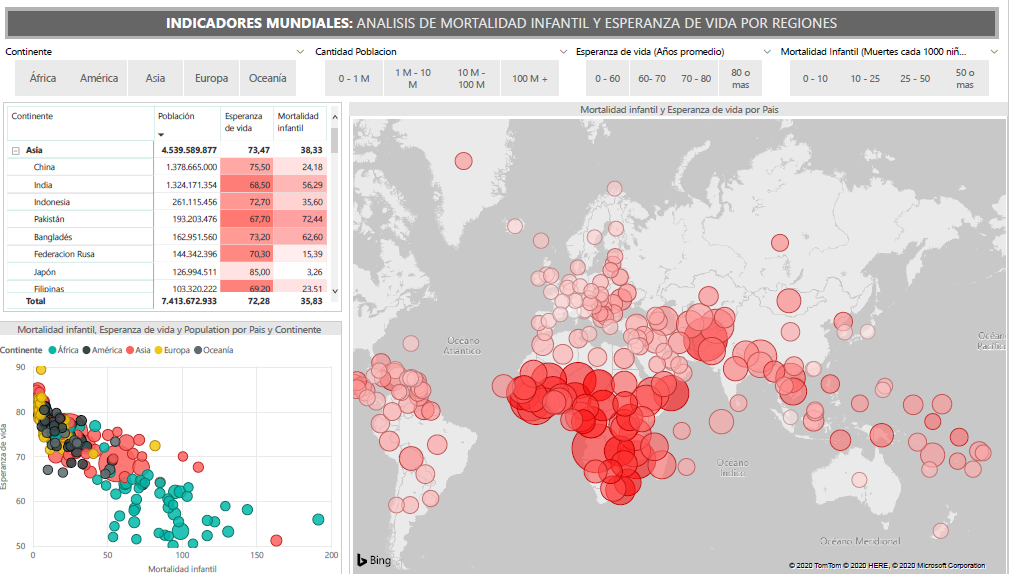 INDICADORES MUNDIALES: ANALISIS DE MORTALIDAD INFANTIL Y ESPERANZA DE VIDA POR REGIONES
Continente
África
América
Asia
Europa
Oceanía
Cantidad Poblacion
0 - 1 M
1 M - 10
M
10 M -
100 M
100 M +
Esperanza de vida (Años promedio)
0 - 60
60- 70
70 - 80
80 o
mas
Mortalidad Infantil (Muertes cada 1000 niñ...
0 - 10
10 - 25
25 - 50
50 o
mas
Continente Población Esperanza de vida Mortalidad infantil
Asia 4.539.589.877 73,47 38,33
China 1.378.665.000 75,50 24,18
India 1.324.171.354 68,50 56,29
Indonesia 261.115.456 72,70 35,60
Pakistán 193.203.476 67,70 72,44
Bangladés 162.951.560 73,20 62,60
Federacion Rusa 144.342.396 70,30 15,39
Japón 126.994.511 85,00 3,26
Filipinas 103.320.222 69,20 23,51
Total 7.413.672.933 72,28 35,83
Mortalidad infantil, Esperanza de vida y Population por Pais y Continente
Continente África América Asia Europa Oceanía
Esperanza de vida
90
80
70
60
50
0 50 100 150 200
Mortalidad infantil
Mortalidad infantil y Esperanza de vida por Pais
Océano
Atlántico
Océano
Pacífico
Océano
Índico
Océano Meridional
Bing
© 2020 TomTom © 2020 HERE, © 2020 Microsoft Corporation